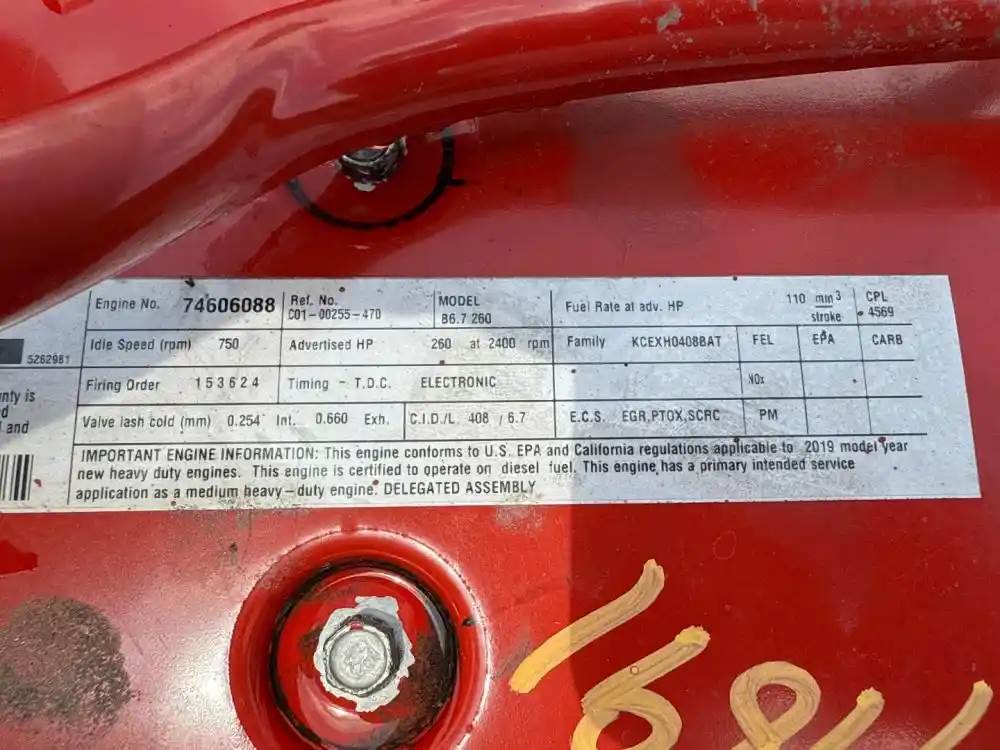 Engine No. 74606088 Ref. No. MODEL Fuel Rate at adv. HP 110 mm3 CPL
C01-00255-470 B6.7 260 stroke 4569
5262981 Idle Speed (rpm) 750 Advertised HP 260 at 2400 rpm Family KCEXH0408BAT FEL EPA CARB
Firing Order 153624 Timing - T.D.C. ELECTRONIC NOx
Valve lash cold (mm) 0.254 Int. 0.660 Exh. C.I.D./L 408 / 6.7 E.C.S. EGR,PTOX,SCRC PM
nty is
d
and
IMPORTANT ENGINE INFORMATION: This engine conforms to U.S. EPA and California regulations applicable to 2019 model year
new heavy duty engines. This engine is certified to operate on diesel fuel. This engine has a primary intended service
application as a medium heavy-duty engine. DELEGATED ASSEMBLY